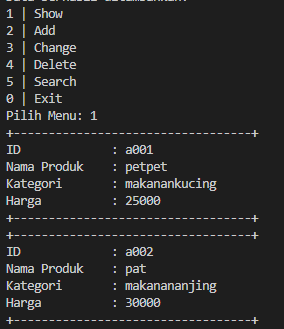 1 | Show
2 | Add
3 | Change
4 | Delete
5 | Search
0 | Exit
Pilih Menu: 1
+----------------------------------+
ID : a001
Nama Produk : petpet
Kategori : makanankucing
Harga : 25000
+----------------------------------+
+----------------------------------+
ID : a002
Nama Produk : pat
Kategori : makanananjing
Harga : 30000
+----------------------------------+